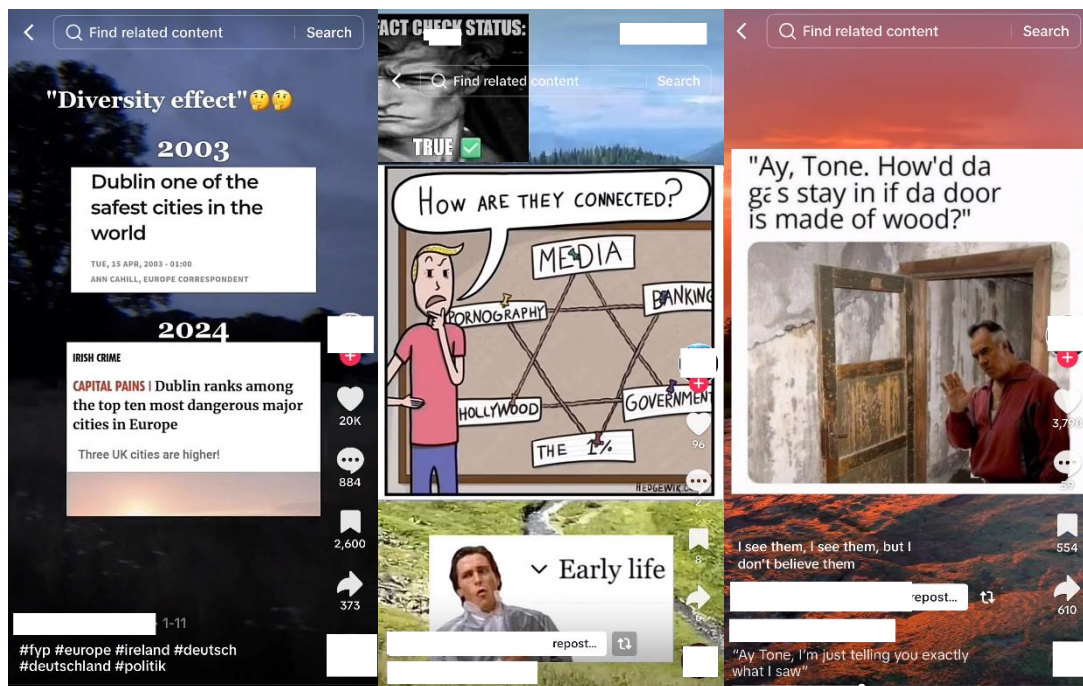 Find related content
Search
"Diversity effect"🤔🤔
2003
Dublin one of the
safest cities in the
world
TUE, 15 APR, 2003 - 01:00
ANN CAHILL, EUROPE CORRESPONDENT
2024
IRISH CRIME
CAPITAL PAINS | Dublin ranks among
the top ten most dangerous major
cities in Europe
Three UK cities are higher!
20K
884
2,600
373
1-11
#fyp #europe #ireland #deutsch
#deutschland #politik
STATUS:
Find related content
Search
TRUE ✅
HOW ARE THEY CONNECTED?
MEDIA
BANKING
PORNOGRAPHY
HOLLYWOOD
GOVERNMENT
THE 1%
96
2
8
6
Early life
repost...
Find related content
Search
"Ay, Tone. How'd da
gas stay in if da door
is made of wood?"
3,790
59
554
610
I see them, I see them, but I
don't believe them
repost...
"Ay Tone, I'm just telling you exactly
what I saw"